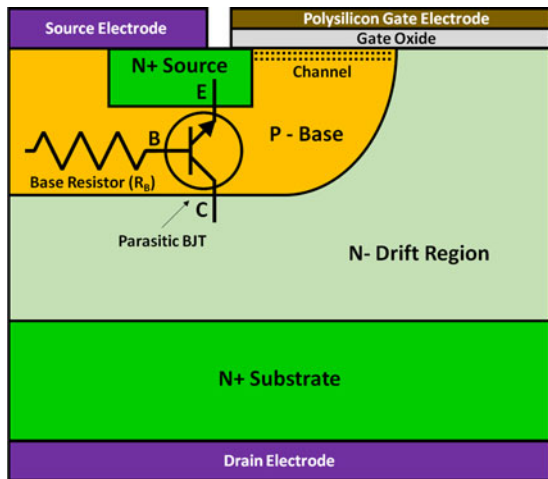 Source Electrode
Polysilicon Gate Electrode
Gate Oxide
N+ Source
Channel
E
P - Base
B
Base Resistor (R_B)
C
Parasitic BJT
N- Drift Region
N+ Substrate
Drain Electrode